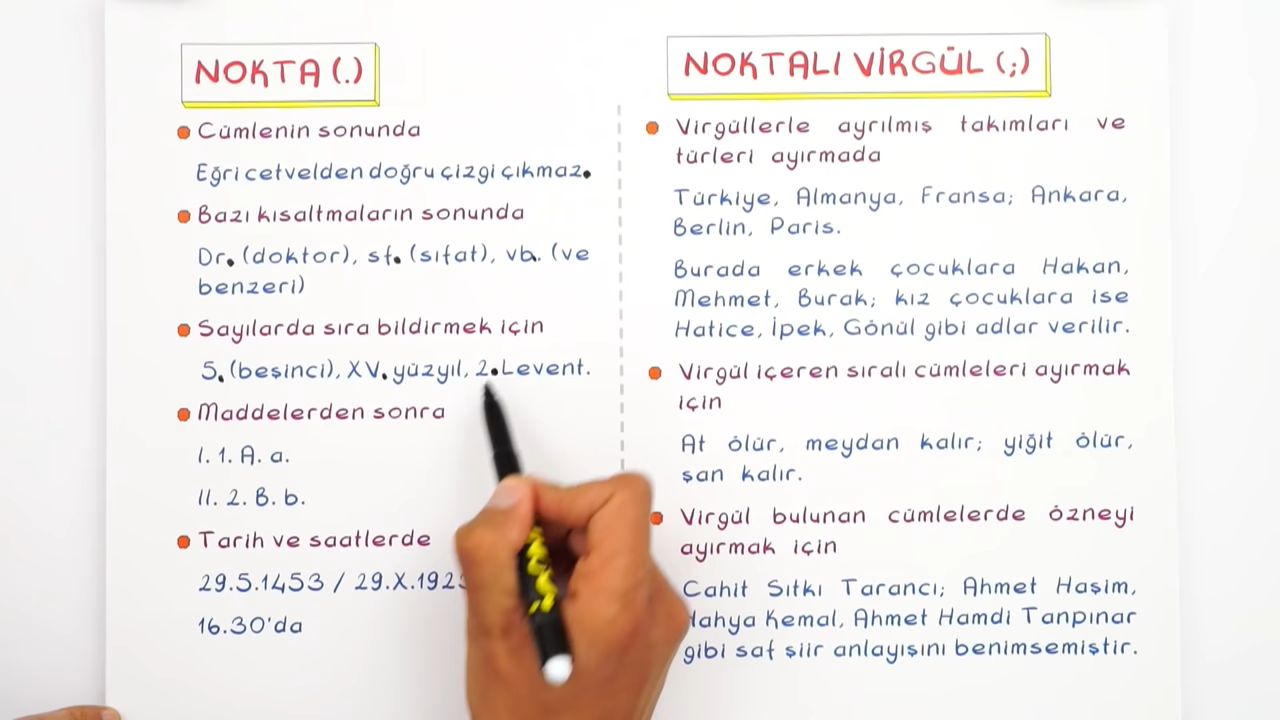 NOKTA (.)
Cümlenin sonunda
Eğri cetvelden doğru çizgi çıkmaz.
Bazı kısaltmaların sonunda
Dr. (doktor), sf. (sıfat), vb. (ve
benzeri)
Sayılarda sıra bildirmek için
5. (beşinci), XV. yüzyıl, 2. Levent.
Maddelerden sonra
I. 1. A. a.
II. 2. B. b.
Tarih ve saatlerde
29.5.1453 / 29.X.192
16.30'da
NOKTALI VİRGÜL (;)
Virgüllerle ayrılmış takımları ve
türleri ayırmada
Türkiye, Almanya, Fransa; Ankara,
Berlin, Paris.
Burada erkek çocuklara Hakan,
Mehmet, Burak; kız çocuklara ise
Hatice, İpek, Gönül gibi adlar verilir.
Virgül içeren sıralı cümleleri ayırmak
için
At ölür, meydan kalır; yiğit ölür,
şan kalır.
Virgül bulunan cümlelerde özneyi
ayırmak için
Cahit Sıtkı Tarancı; Ahmet Haşim,
Yahya Kemal, Ahmet Hamdi Tanpınar
gibi saf şiir anlayışını benimsemiştir.